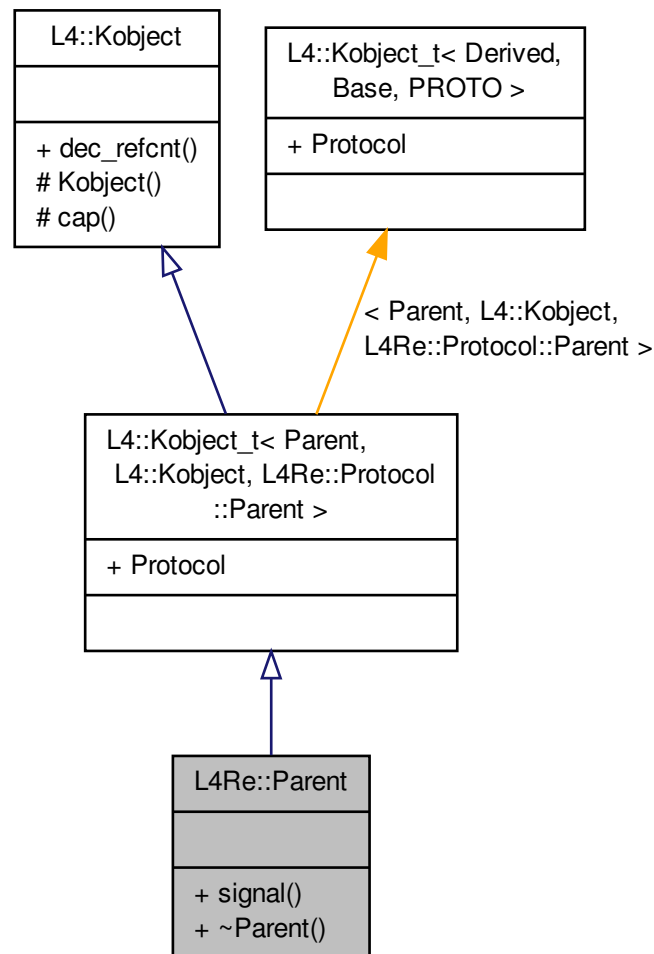 L4::Kobject
+ dec_refcnt()
# Kobject()
# cap()
L4::Kobject_t< Derived,
Base, PROTO >
+ Protocol
< Parent, L4::Kobject,
L4Re::Protocol::Parent >
L4::Kobject_t< Parent,
L4::Kobject, L4Re::Protocol
::Parent >
+ Protocol
L4Re::Parent
+ signal()
+ ~Parent()